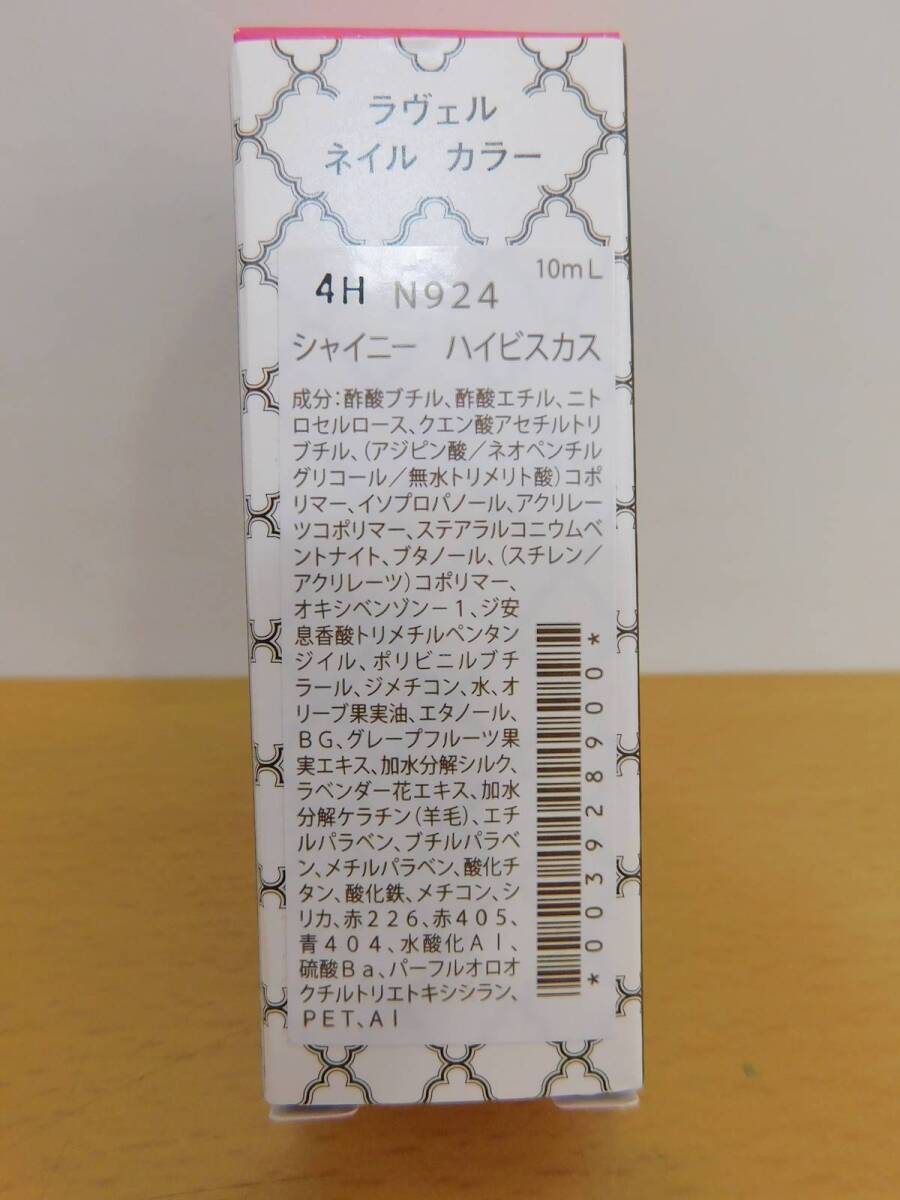 ラヴェル
ネイル カラー
10mL
4H N924
シャイニー ハイビスカス
成分:酢酸ブチル、酢酸エチル、ニト
ロセルロース、クエン酸アセチルトリ
ブチル、(アジピン酸/ネオペンチル
グリコール/無水トリメリト酸)コポ
リマー、イソプロパノール、アクリレー
ツコポリマー、ステアラルコニウムベ
ントナイト、ブタノール、(スチレン/
アクリレーツ)コポリマー、
オキシベンゾン-1、ジ安
息香酸トリメチルペンタン
ジイル、ポリビニルブチ
ラール、ジメチコン、水、オ
リーブ果実油、エタノール、
BG、グレープフルーツ果
実エキス、加水分解シルク、
ラベンダー花エキス、加水
分解ケラチン(羊毛)、エチ
ルパラベン、ブチルパラベ
ン、メチルパラベン、酸化チ
タン、酸化鉄、メチコン、シ
リカ、赤226、赤405、
青404、水酸化Al、
硫酸Ba、パーフルオロオ
クチルトリエトキシシラン、
PET、Al
*0039289００*